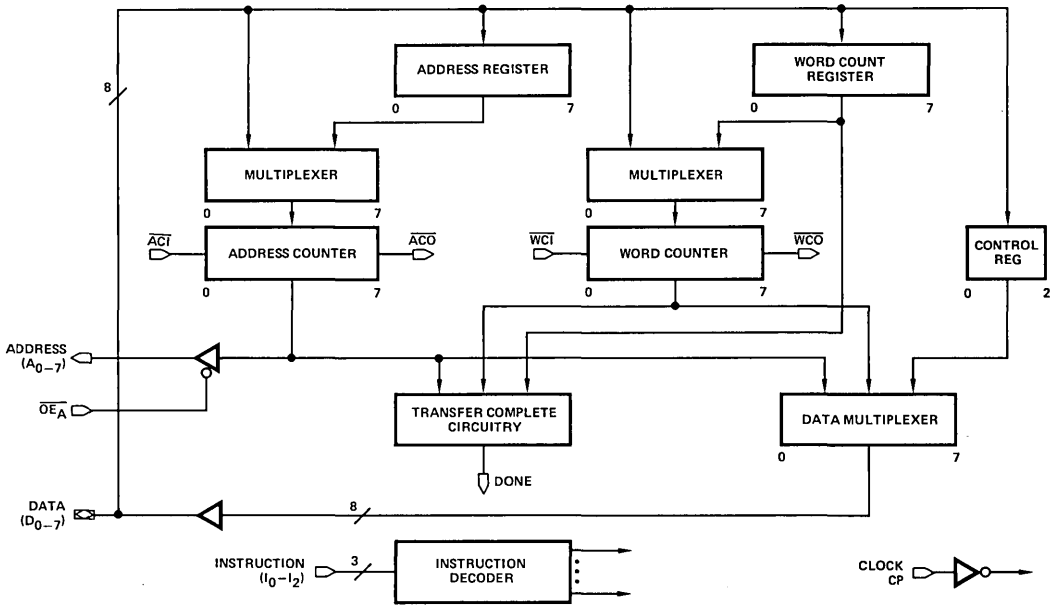 8
ADDRESS REGISTER
0 7
WORD COUNT
REGISTER
0 7
MULTIPLEXER
0 7
MULTIPLEXER
0 7
ACI
ADDRESS COUNTER
ACO
0 7
WCI
WORD COUNTER
WCO
0 7
CONTROL
REG
0 2
ADDRESS
(A0–7)
OEA
TRANSFER COMPLETE
CIRCUITRY
DATA MULTIPLEXER
0 7
DONE
DATA
(D0–7)
8
INSTRUCTION
(I0–I2)
3
INSTRUCTION
DECODER
CLOCK
CP